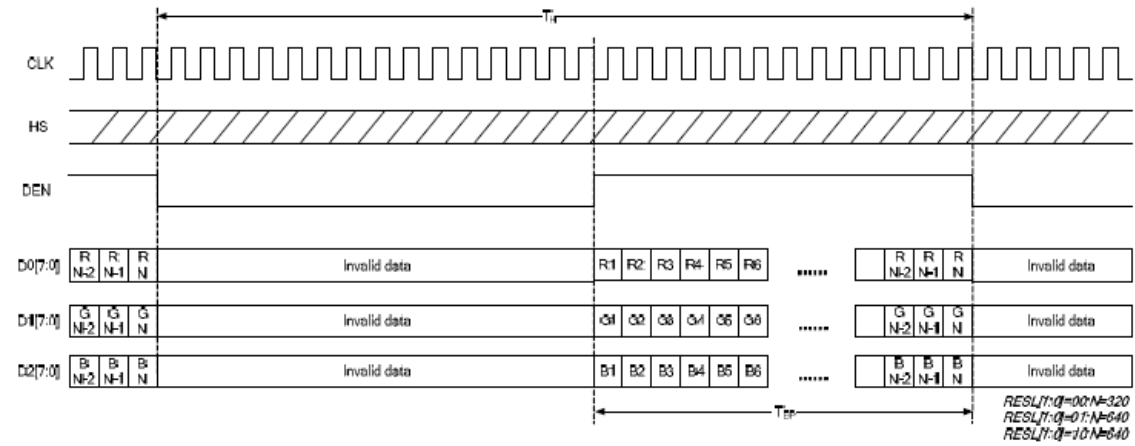 TH
CLK
HS
DEN
D0[7:0] R N-2 R N-1 R N Invalid data R1 R2 R3 R4 R5 R6 ...... R N-2 R N-1 R N Invalid data
D1[7:0] G N-2 G N-1 G N Invalid data G1 G2 G3 G4 G5 G6 ...... G N-2 G N-1 G N Invalid data
D2[7:0] B N-2 B N-1 B N Invalid data B1 B2 B3 B4 B5 B6 ...... B N-2 B N-1 B N Invalid data
TEP
RESL[1:0]=00:N=320
RESL[1:0]=01:N=640
RESL[1:0]=10:N=640